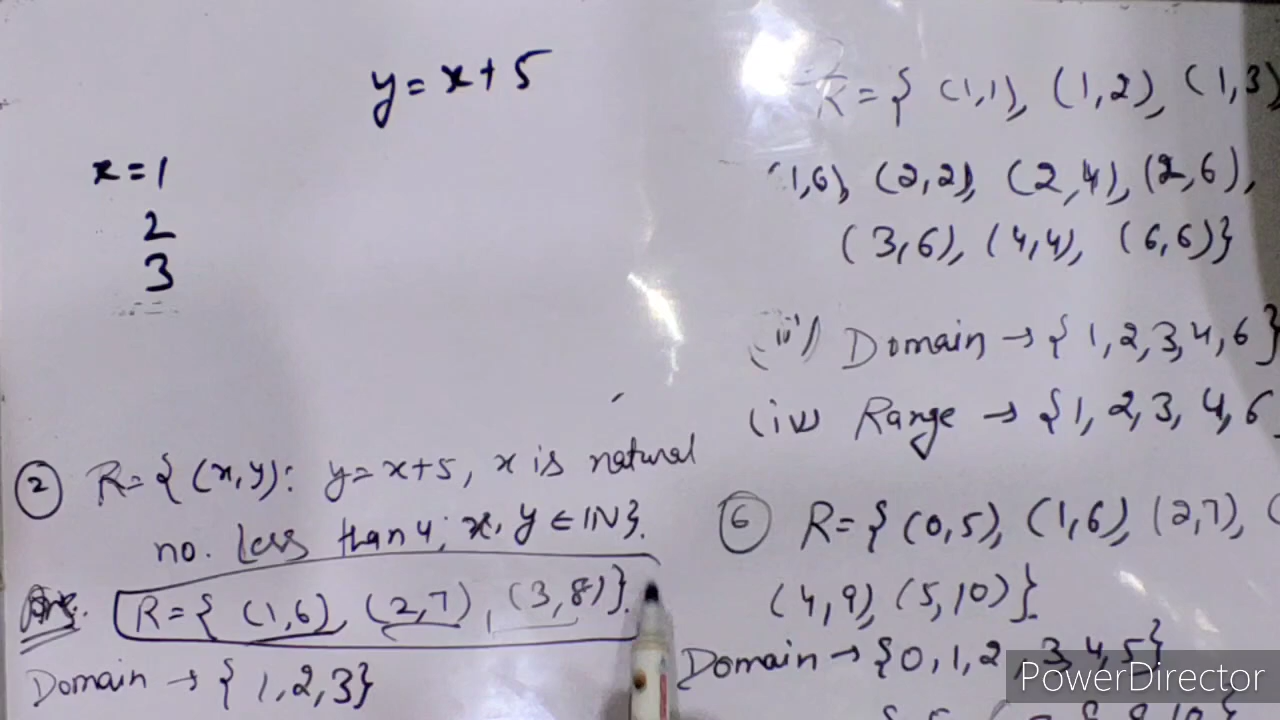 y = x + 5
x = 1
2
3
② R = { (x, y) : y = x + 5, x is natural
no. less than 4; x, y ∈ IN}.
Ans. R = { (1,6), (2,7), (3,8)}.
Domain → { 1, 2, 3}
R = { (1,1), (1,2), (1,3)
1,6), (2,2), (2,4), (2,6),
(3,6), (4,4), (6,6)}
Domain → { 1, 2, 3, 4, 6}
(iv) Range → { 1, 2, 3, 4, 6
⑥ R = { (0,5), (1,6), (2,7), (
(4,9), (5,10)}.
Domain → {0, 1, 2, 3, 4, 5}
PowerDirector